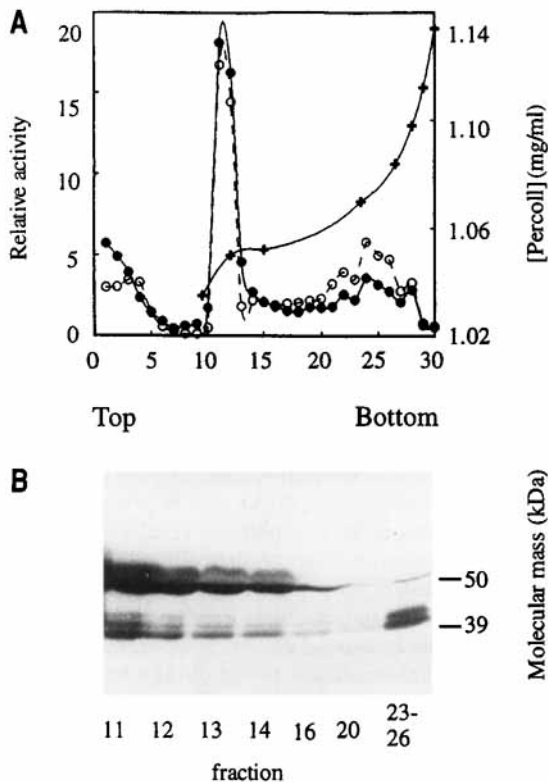 A
20
15
10
5
0
Relative activity
1.14
1.10
1.06
1.02
[Percoll] (mg/ml)
0 5 10 15 20 25 30
Top Bottom
B
50
39
Molecular mass (kDa)
11 12 13 14 16 20 23-
26
fraction